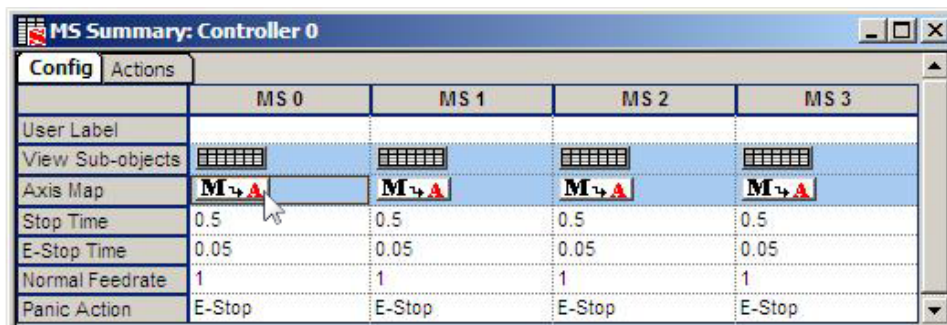 MS Summary: Controller 0
Config Actions
MS 0 MS 1 MS 2 MS 3
User Label
View Sub-objects
Axis Map M A M A M A M A
Stop Time 0.5 0.5 0.5 0.5
E-Stop Time 0.05 0.05 0.05 0.05
Normal Feedrate 1 1 1 1
Panic Action E-Stop E-Stop E-Stop E-Stop